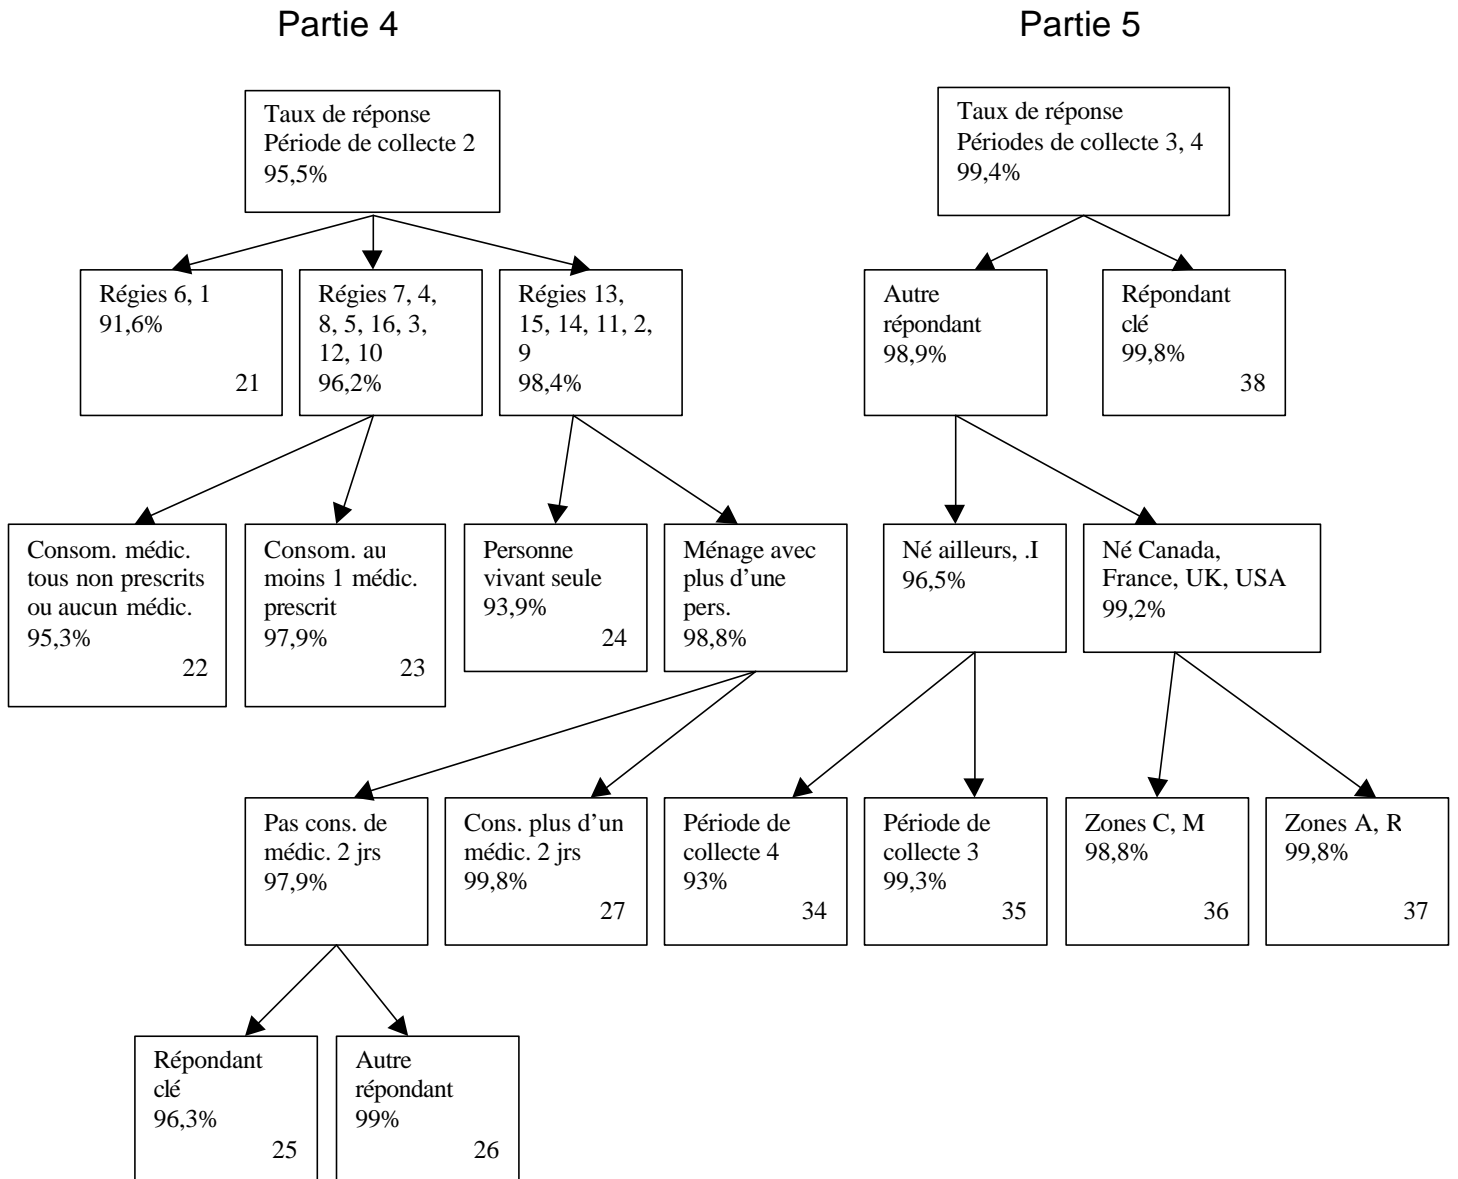 Partie 4
Partie 5
Taux de réponse
Période de collecte 2
95,5%
Taux de réponse
Périodes de collecte 3, 4
99,4%
Régies 6, 1
91,6%
21
Régies 7, 4,
8, 5, 16, 3,
12, 10
96,2%
Régies 13,
15, 14, 11, 2,
9
98,4%
Autre
répondant
98,9%
Répondant
clé
99,8%
38
Consom. médic.
tous non prescrits
ou aucun médic.
95,3%
22
Consom. au
moins 1 médic.
prescrit
97,9%
23
Personne
vivant seule
93,9%
24
Ménage avec
plus d’une
pers.
98,8%
Né ailleurs, .I
96,5%
Né Canada,
France, UK, USA
99,2%
Pas cons. de
médic. 2 jrs
97,9%
Cons. plus d’un
médic. 2 jrs
99,8%
27
Période de
collecte 4
93%
34
Période de
collecte 3
99,3%
35
Zones C, M
98,8%
36
Zones A, R
99,8%
37
Répondant
clé
96,3%
25
Autre
répondant
99%
26